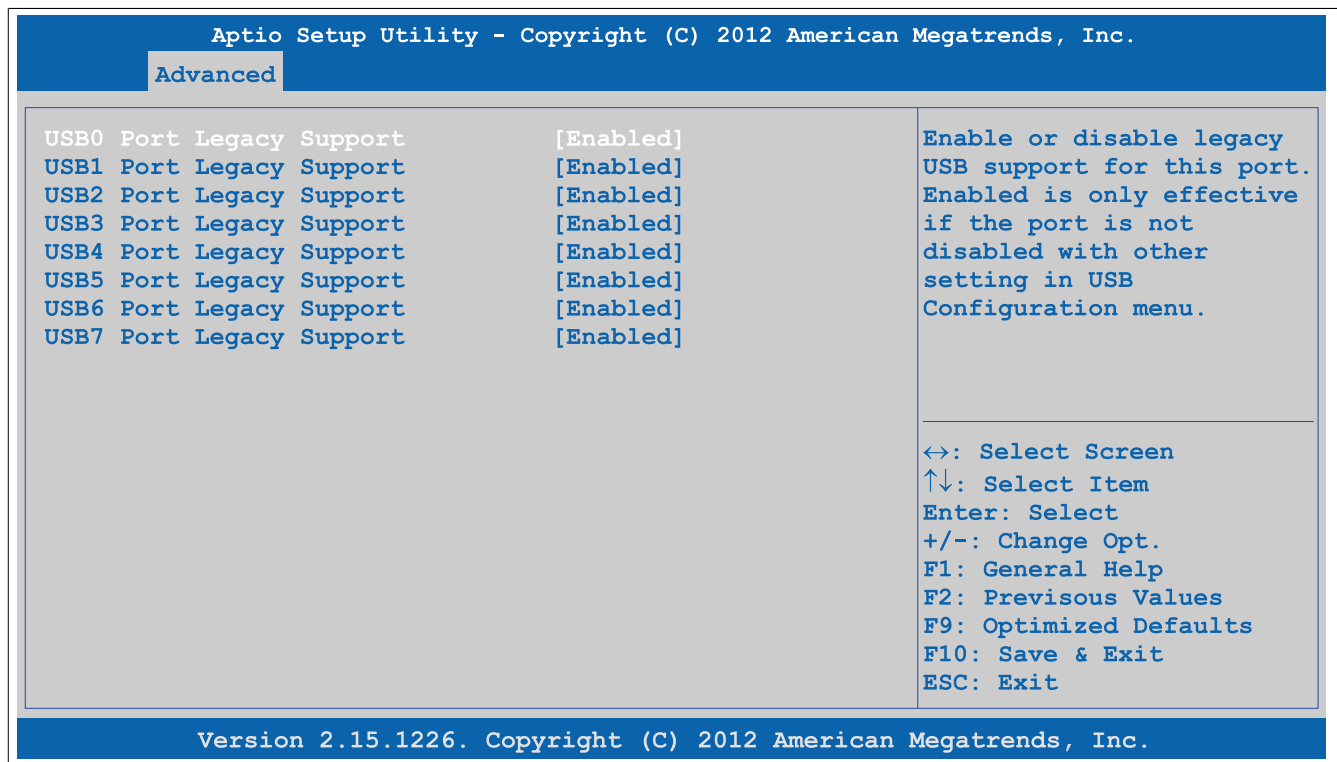 Aptio Setup Utility - Copyright (C) 2012 American Megatrends, Inc.
Advanced
USB0 Port Legacy Support [Enabled]
USB1 Port Legacy Support [Enabled]
USB2 Port Legacy Support [Enabled]
USB3 Port Legacy Support [Enabled]
USB4 Port Legacy Support [Enabled]
USB5 Port Legacy Support [Enabled]
USB6 Port Legacy Support [Enabled]
USB7 Port Legacy Support [Enabled]
Enable or disable legacy
USB support for this port.
Enabled is only effective
if the port is not
disabled with other
setting in USB
Configuration menu.
↔: Select Screen
↑↓: Select Item
Enter: Select
+/-: Change Opt.
F1: General Help
F2: Previsous Values
F9: Optimized Defaults
F10: Save & Exit
ESC: Exit
Version 2.15.1226. Copyright (C) 2012 American Megatrends, Inc.